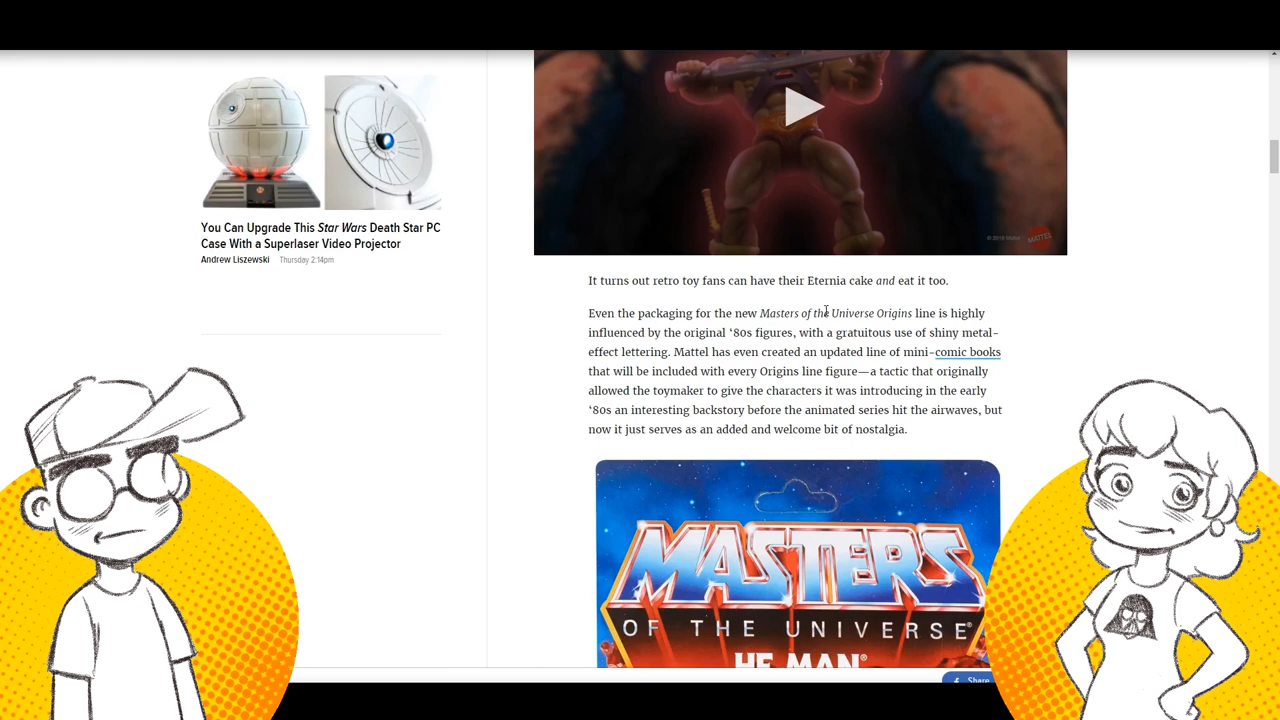 © 2019 Mattel
MATTEL
You Can Upgrade This Star Wars Death Star PC
Case With a Superlaser Video Projector
Andrew Liszewski Thursday 2:14pm
It turns out retro toy fans can have their Eternia cake and eat it too.
Even the packaging for the new Masters of the Universe Origins line is highly
influenced by the original ‘80s figures, with a gratuitous use of shiny metal-
effect lettering. Mattel has even created an updated line of mini-comic books
that will be included with every Origins line figure—a tactic that originally
allowed the toymaker to give the characters it was introducing in the early
‘80s an interesting backstory before the animated series hit the airwaves, but
now it just serves as an added and welcome bit of nostalgia.
MASTERS
OF THE UNIVERSE®
HE MAN®
Share